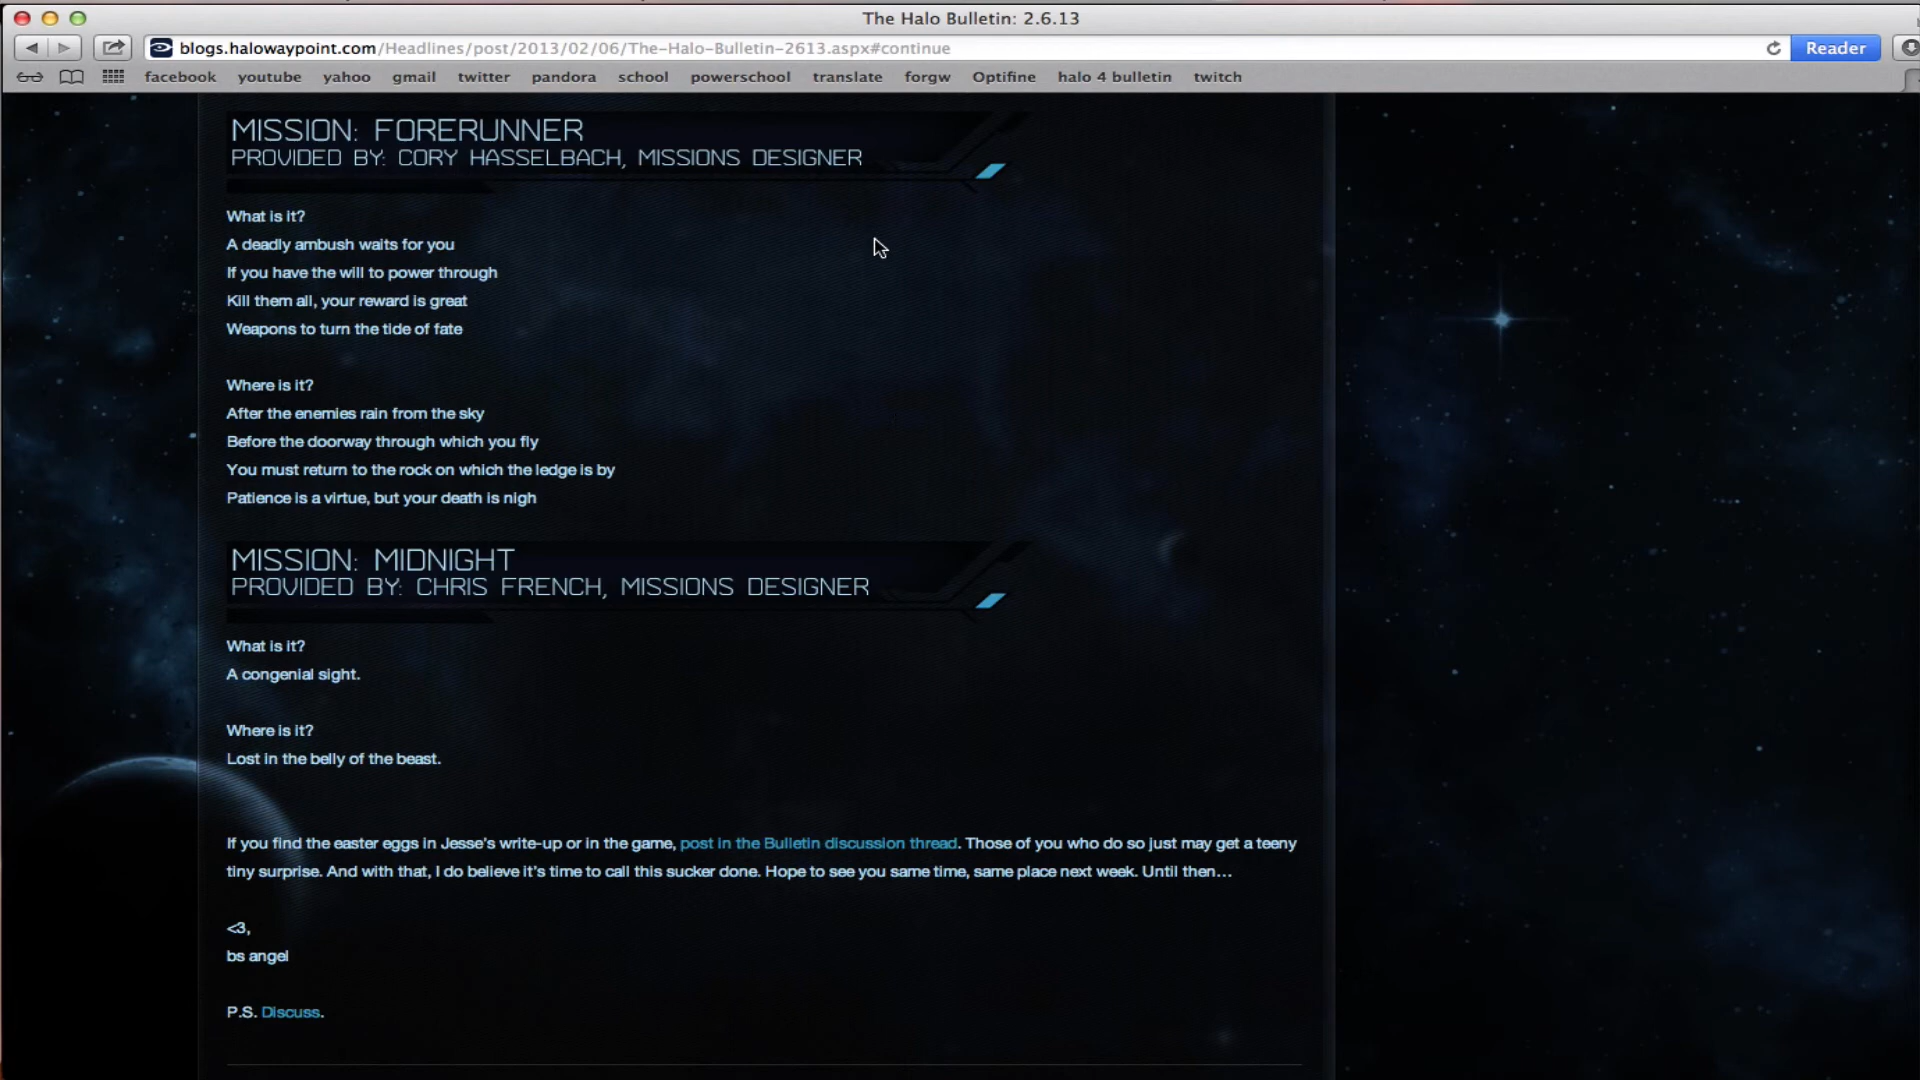 The Halo Bulletin: 2.6.13
blogs.halowaypoint.com/Headlines/post/2013/02/06/The-Halo-Bulletin-2613.aspx#continue
Reader
facebook youtube yahoo gmail twitter pandora school powerschool translate forgw Optifine halo 4 bulletin twitch
MISSION: FORERUNNER
PROVIDED BY: CORY HASSELBACH, MISSIONS DESIGNER
What is it?
A deadly ambush waits for you
If you have the will to power through
Kill them all, your reward is great
Weapons to turn the tide of fate
Where is it?
After the enemies rain from the sky
Before the doorway through which you fly
You must return to the rock on which the ledge is by
Patience is a virtue, but your death is nigh
MISSION: MIDNIGHT
PROVIDED BY: CHRIS FRENCH, MISSIONS DESIGNER
What is it?
A congenial sight.
Where is it?
Lost in the belly of the beast.
If you find the easter eggs in Jesse's write-up or in the game, post in the Bulletin discussion thread. Those of you who do so just may get a teeny
tiny surprise. And with that, I do believe it's time to call this sucker done. Hope to see you same time, same place next week. Until then...
<3,
bs angel
P.S. Discuss.